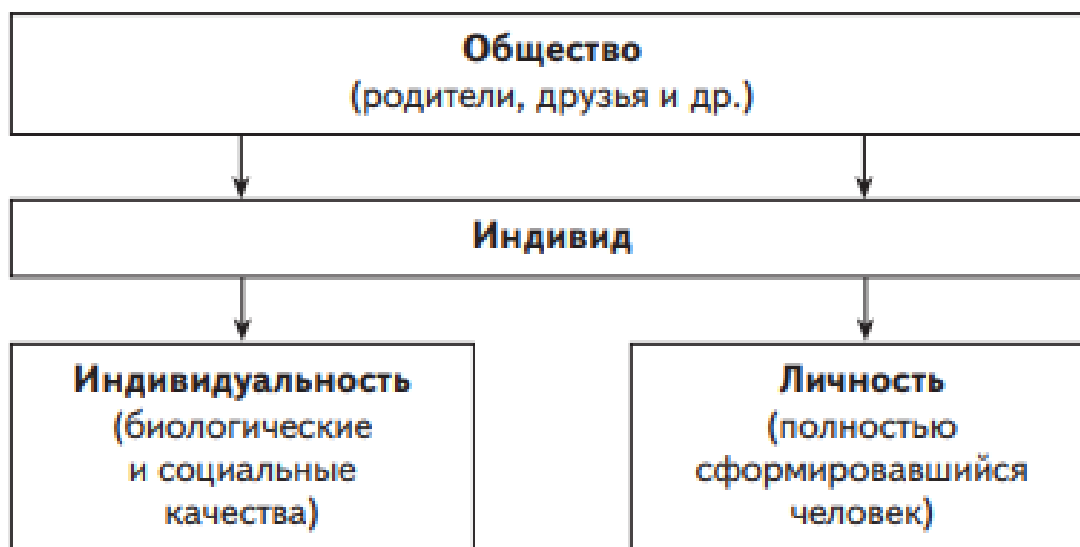 Общество
(родители, друзья и др.)
Индивид
Индивидуальность
(биологические
и социальные
качества)
Личность
(полностью
сформировавшийся
человек)